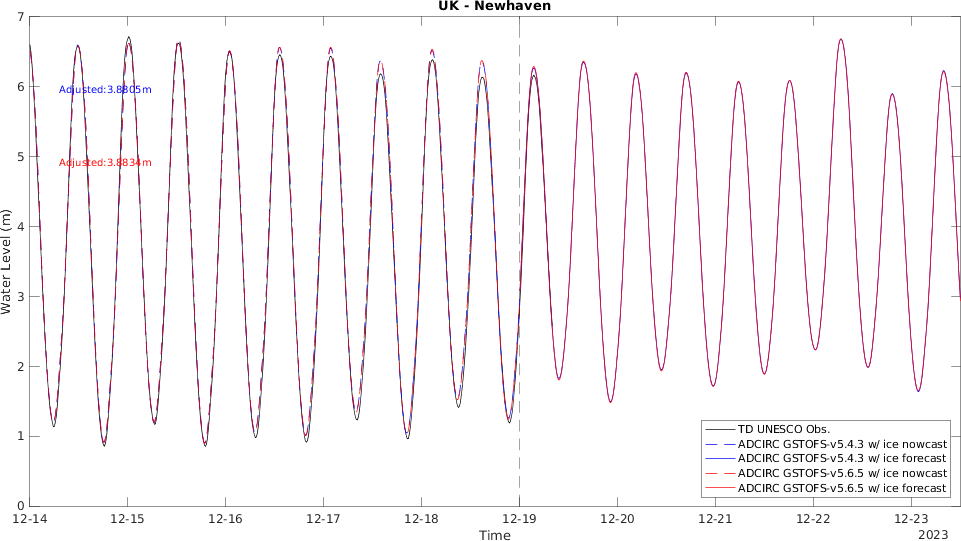 UK - Newhaven
7
6
5
4
3
2
1
0
Water Level (m)
Adjusted:3.8805m
Adjusted:3.8834m
TD UNESCO Obs.
ADCIRC GSTOFS-v5.4.3 w/ ice nowcast
ADCIRC GSTOFS-v5.4.3 w/ ice forecast
ADCIRC GSTOFS-v5.6.5 w/ ice nowcast
ADCIRC GSTOFS-v5.6.5 w/ ice forecast
12-14 12-15 12-16 12-17 12-18 12-19 12-20 12-21 12-22 12-23
Time
2023